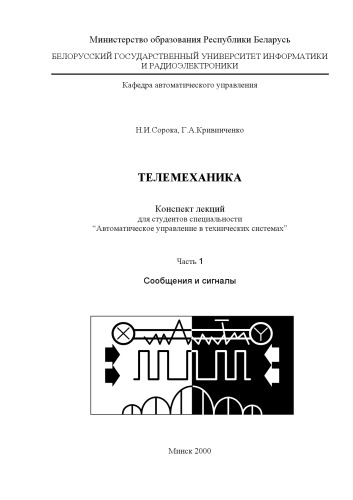 Министерство образования Республики Беларусь
БЕЛОРУССКИЙ ГОСУДАРСТВЕННЫЙ УНИВЕРСИТЕТ ИНФОРМАТИКИ
И РАДИОЭЛЕКТРОНИКИ
Кафедра автоматического управления
Н.И.Сорока, Г.А.Кривинченко
ТЕЛЕМЕХАНИКА
Конспект лекций
для студентов специальности
“Автоматическое управление в технических системах”
Часть 1
Сообщения и сигналы
Минск 2000